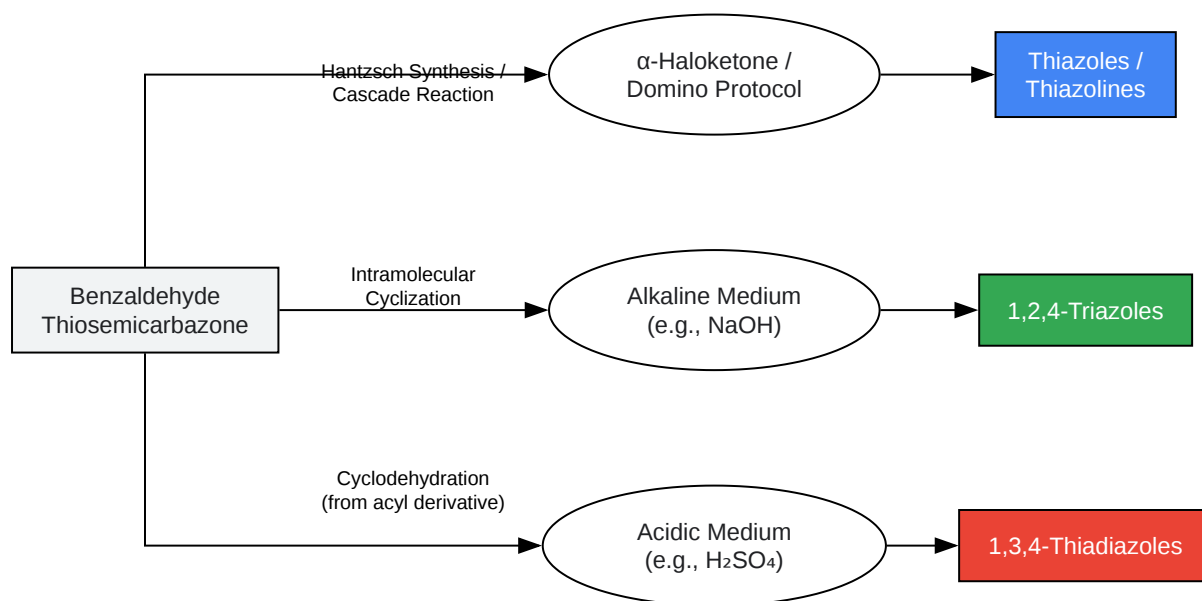 Hantzsch Synthesis /
Cascade Reaction
α-Haloketone /
Domino Protocol
Thiazoles /
Thiazolines
Benzaldehyde
Thiosemicarbazone
Intramolecular
Cyclization
Alkaline Medium
(e.g., NaOH)
1,2,4-Triazoles
Cyclodehydration
(from acyl derivative)
Acidic Medium
(e.g., H₂SO₄)
1,3,4-Thiadiazoles